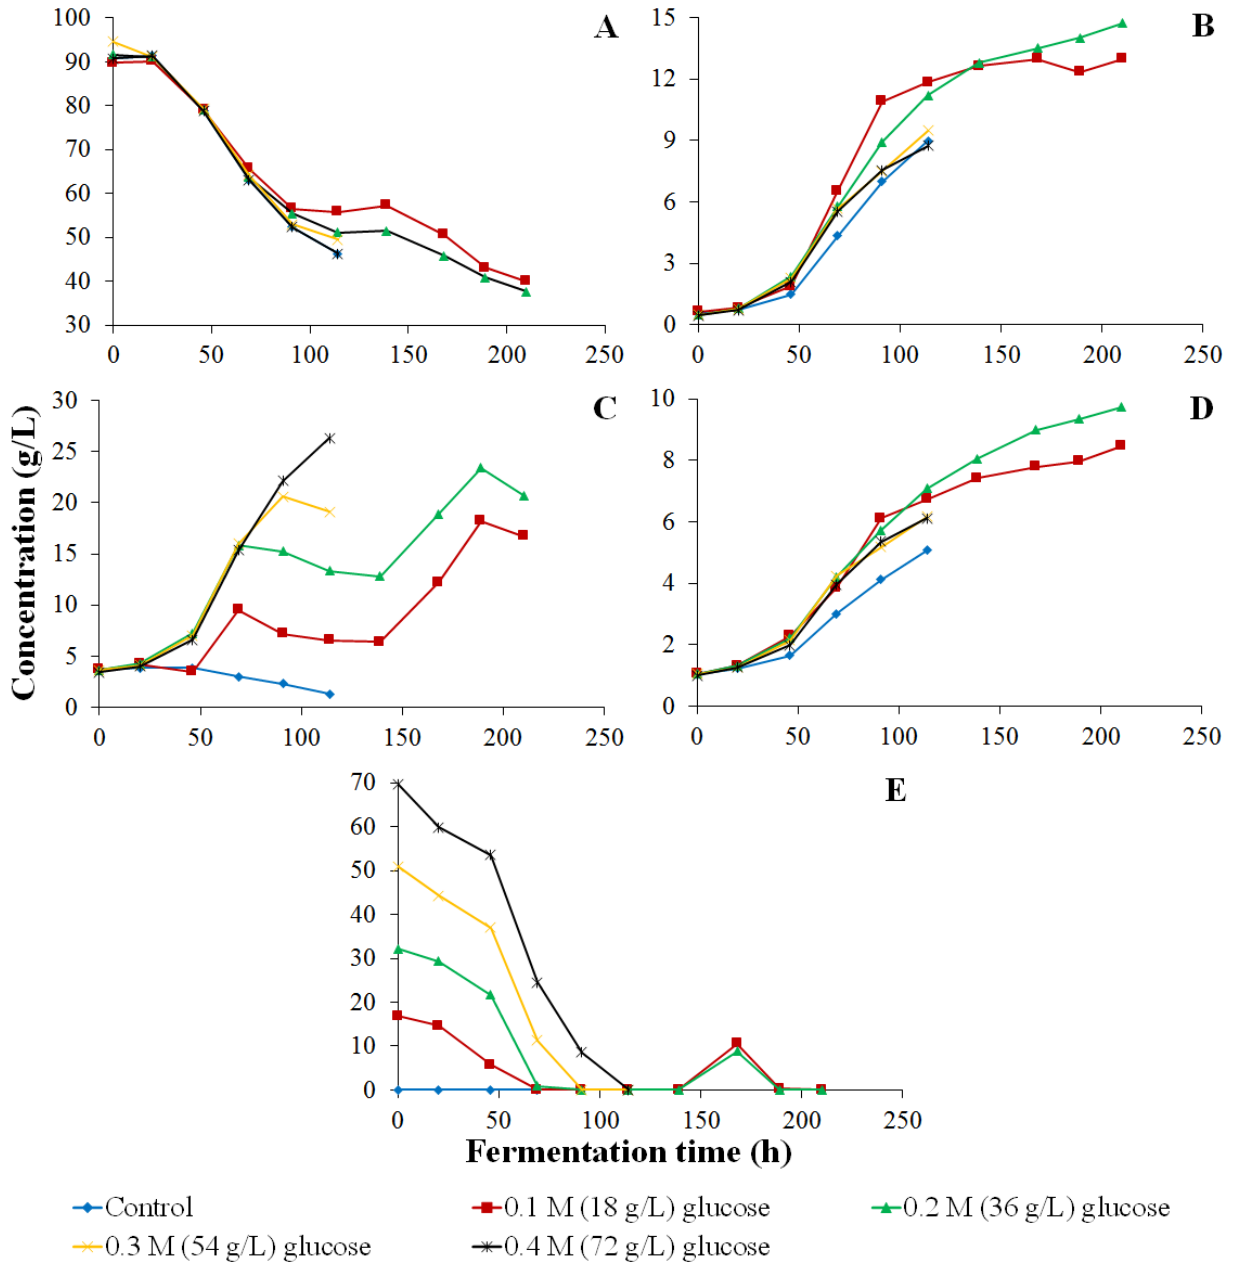 A
100
90
80
70
60
50
40
30
0 50 100 150 200 250
B
15
12
9
6
3
0
0 50 100 150 200 250
Concentration (g/L)
C
30
25
20
15
10
5
0
0 50 100 150 200 250
D
10
8
6
4
2
0
0 50 100 150 200 250
E
70
60
50
40
30
20
10
0
0 50 100 150 200 250
Fermentation time (h)
Control
0.1 M (18 g/L) glucose
0.2 M (36 g/L) glucose
0.3 M (54 g/L) glucose
0.4 M (72 g/L) glucose